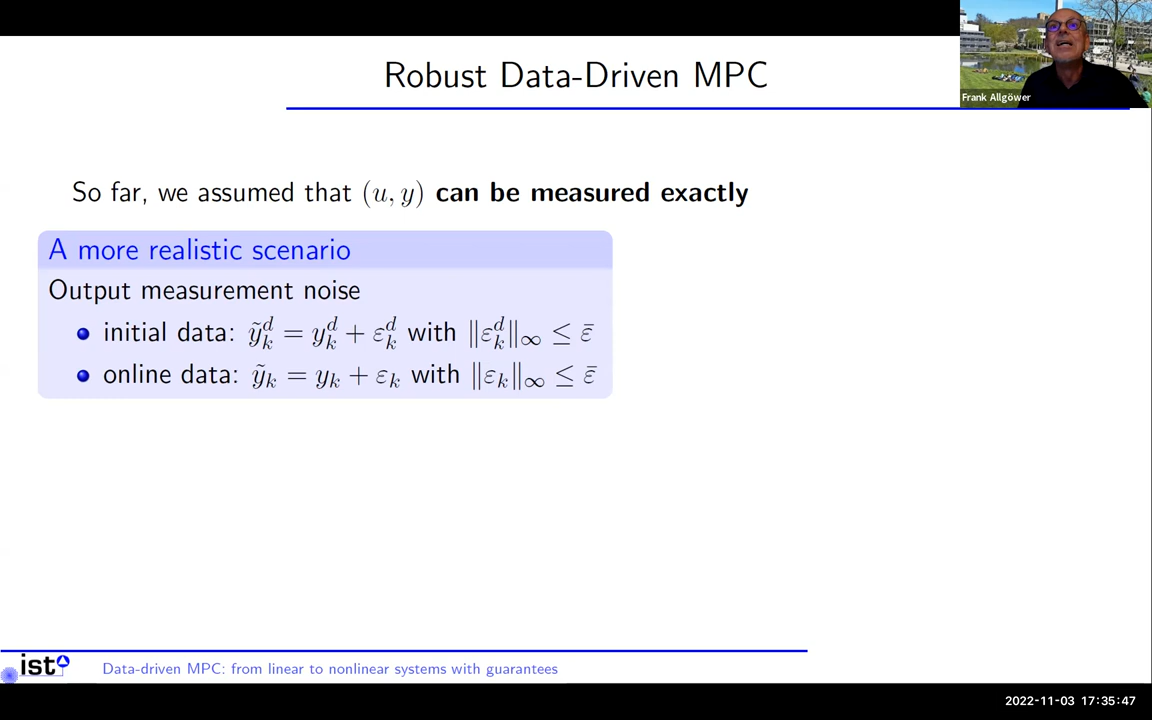 Robust Data-Driven MPC
Frank Allgöwer
So far, we assumed that (u, y) can be measured exactly
A more realistic scenario
Output measurement noise
initial data: ỹ_k^d = y_k^d + ε_k^d with ‖ε_k^d‖_∞ ≤ ε̄
online data: ỹ_k = y_k + ε_k with ‖ε_k‖_∞ ≤ ε̄
ist
Data-driven MPC: from linear to nonlinear systems with guarantees
2022-11-03 17:35:47